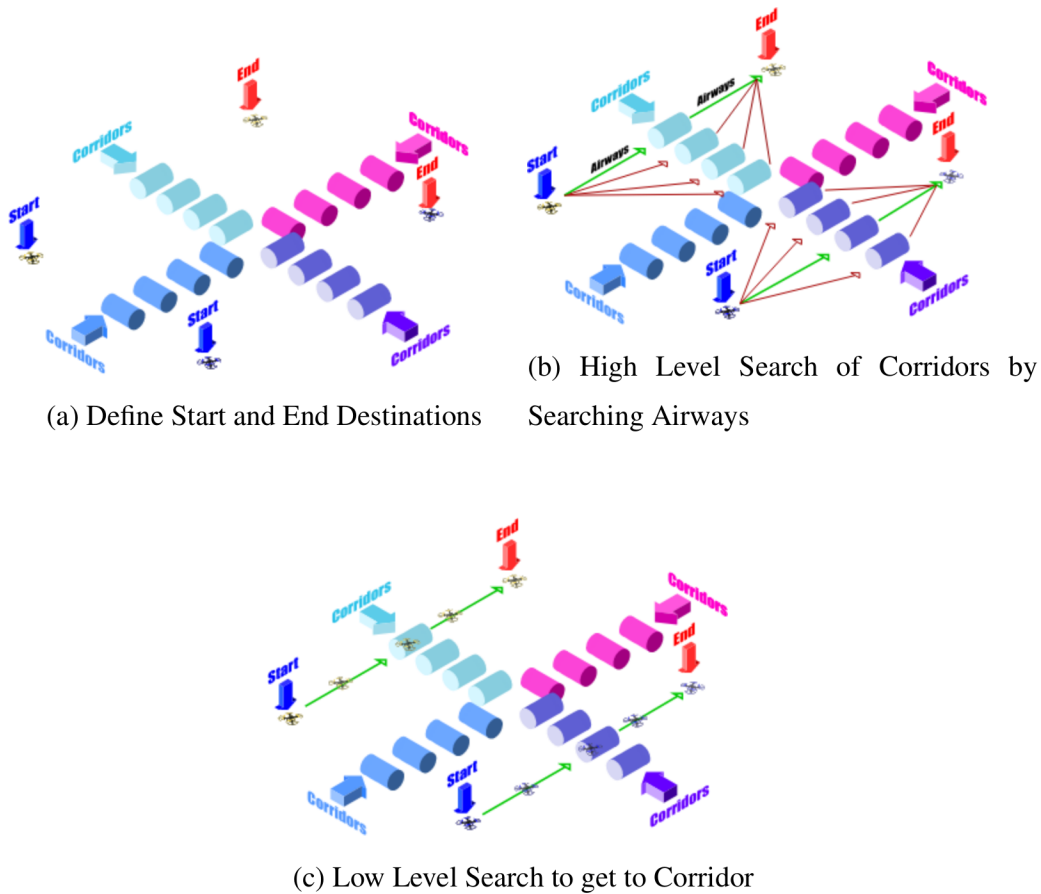 End
Corridors
Corridors
End
Start
Start
Corridors
Corridors
(a) Define Start and End Destinations
End
Corridors
Airways
Corridors
End
Start
Airways
Start
Corridors
Corridors
(b) High Level Search of Corridors by
Searching Airways
End
Corridors
Corridors
End
Start
Start
Corridors
Corridors
(c) Low Level Search to get to Corridor